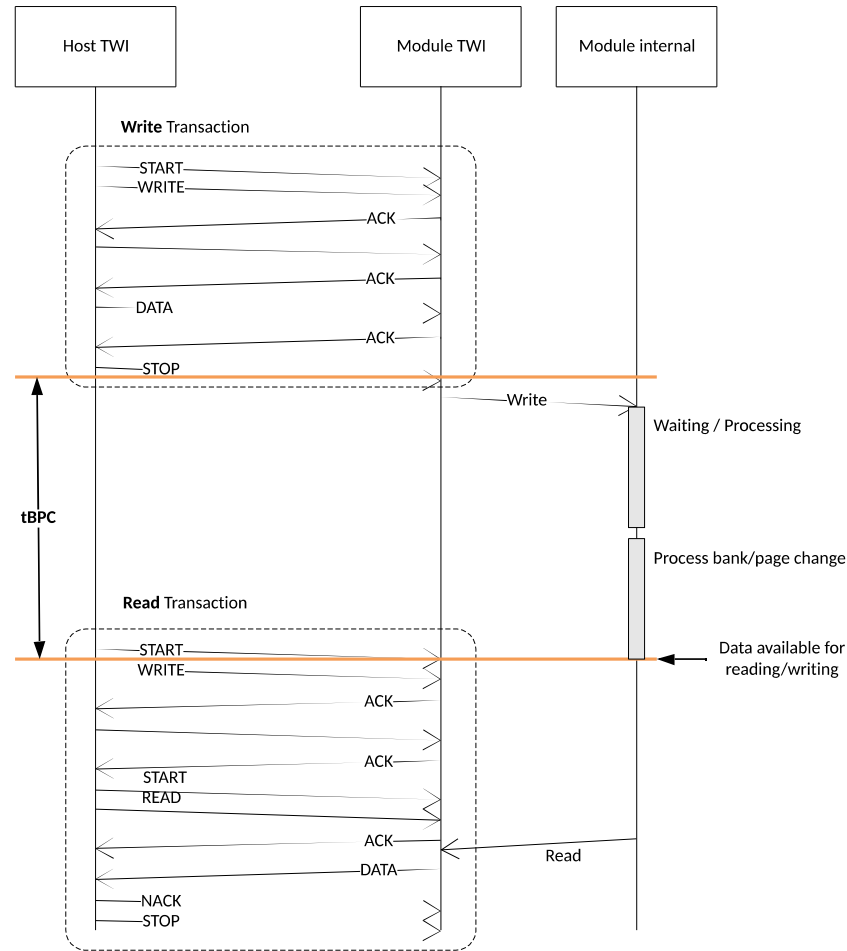 Host TWI
Module TWI
Module internal
Write Transaction
START
WRITE
ACK
ACK
DATA
ACK
STOP
Write
Waiting / Processing
tBPC
Process bank/page change
Read Transaction
START
Data available for
reading/writing
WRITE
ACK
ACK
START
READ
ACK
Read
DATA
NACK
STOP